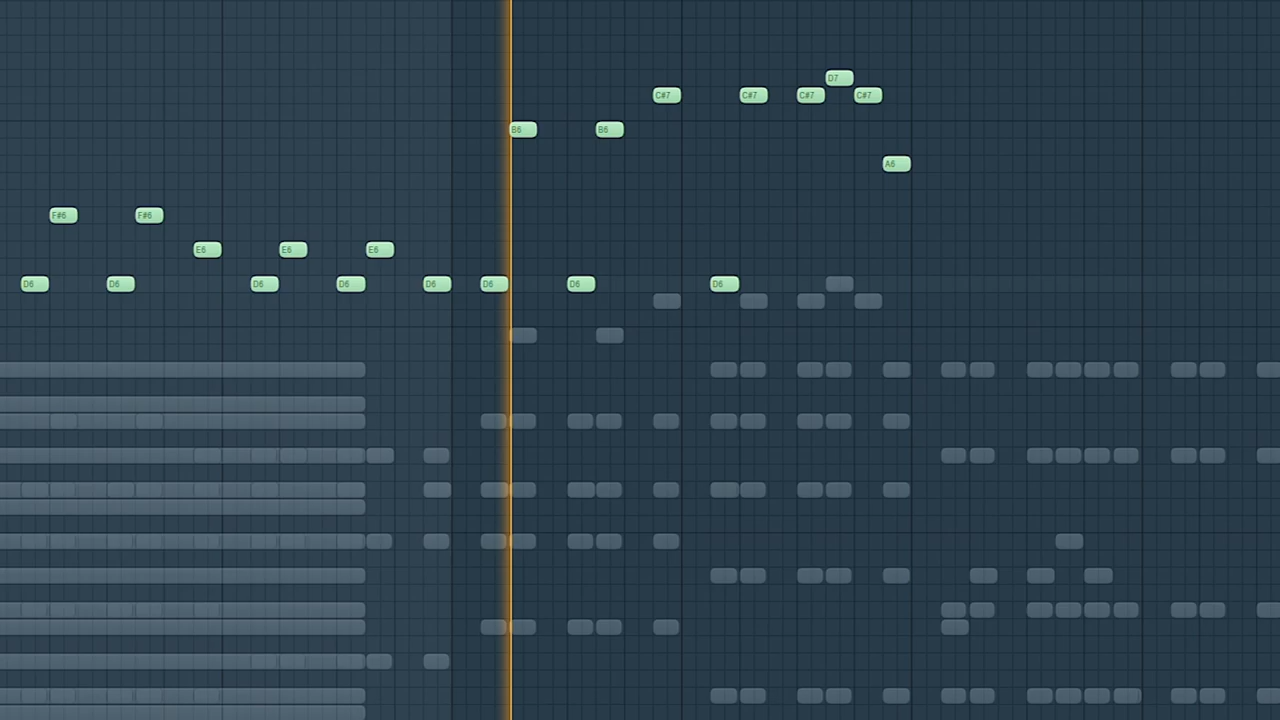 D7
C#7 C#7 C#7 C#7
B6 B6
A6
F#6 F#6
E6 E6 E6
D6 D6 D6 D6 D6 D6 D6 D6